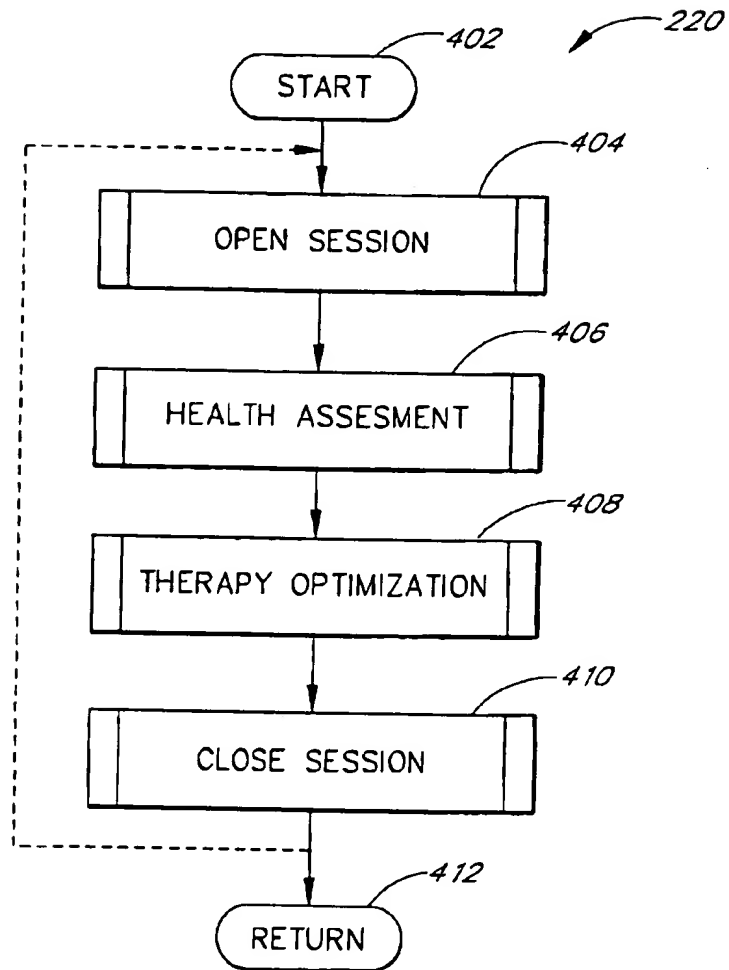 402
220
START
404
OPEN SESSION
406
HEALTH ASSESMENT
408
THERAPY OPTIMIZATION
410
CLOSE SESSION
412
RETURN